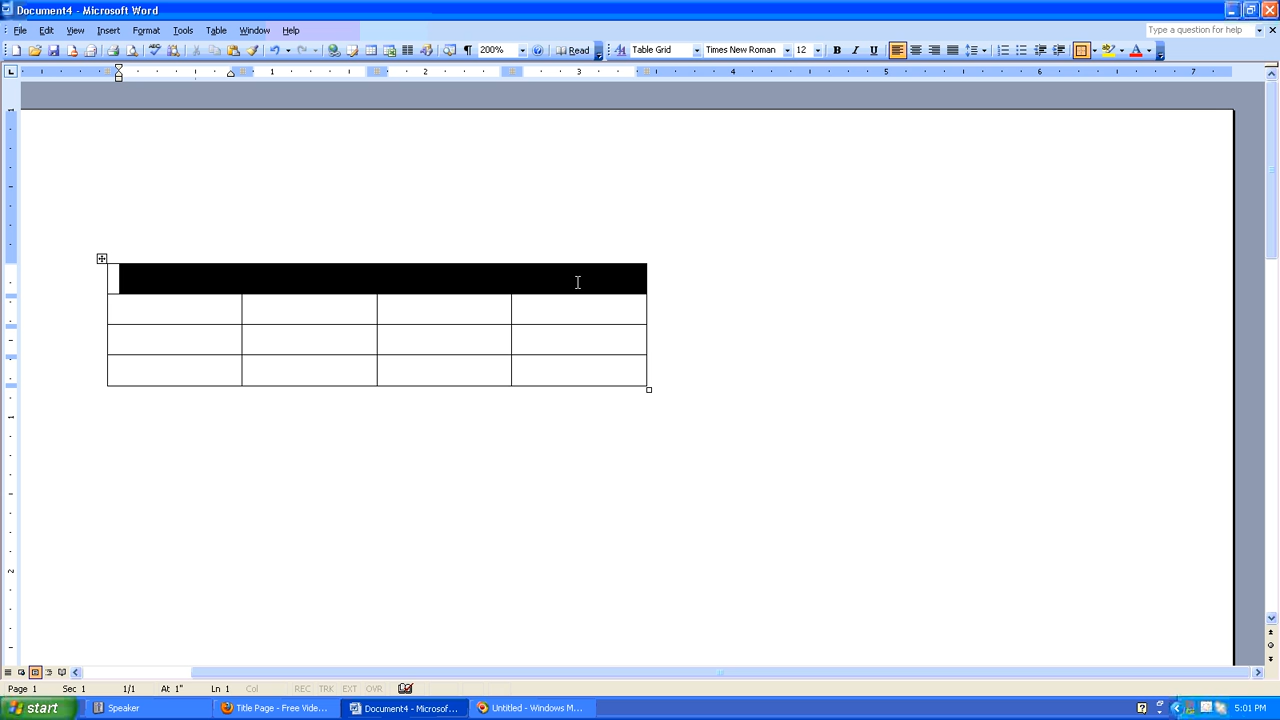 Document4 - Microsoft Word
File Edit View Insert Format Tools Table Window Help Type a question for help
200% Read Table Grid Times New Roman 12 B I U A
1 2 3 4 5 6 7
1
1
2
Page 1 Sec 1 1/1 At 1" Ln 1 Col REC TRK EXT OVR
start Speaker Title Page - Free Vide... Document4 - Microsof... Untitled - Windows M... 5:01 PM